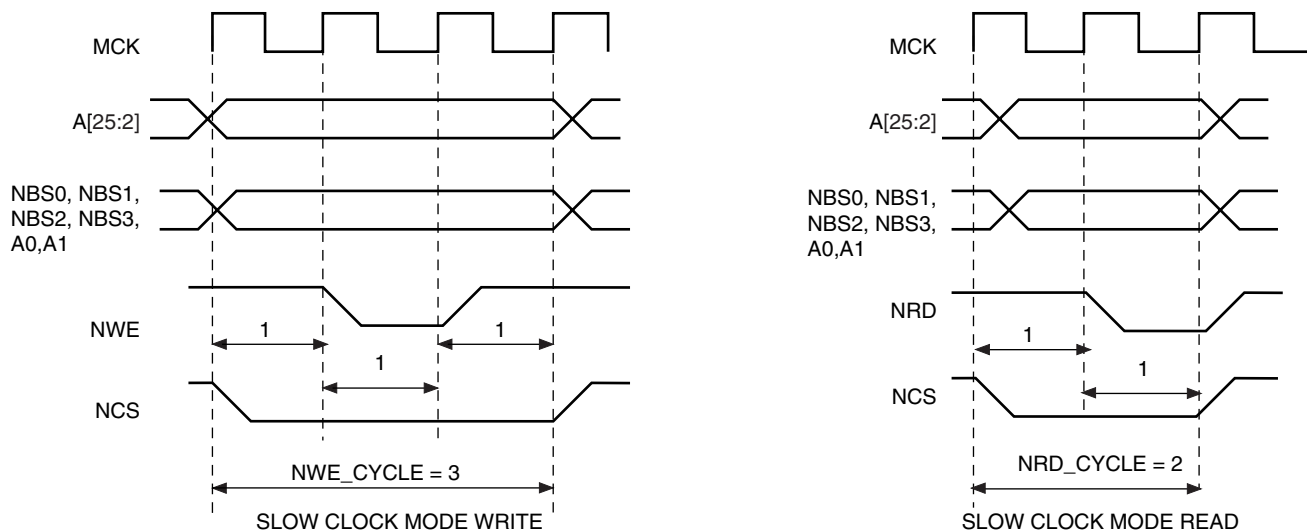 MCK
A[25:2]
NBS0, NBS1,
NBS2, NBS3,
A0,A1
NWE
1
1
1
NCS
NWE_CYCLE = 3
SLOW CLOCK MODE WRITE
MCK
A[25:2]
NBS0, NBS1,
NBS2, NBS3,
A0,A1
NRD
1
1
NCS
NRD_CYCLE = 2
SLOW CLOCK MODE READ